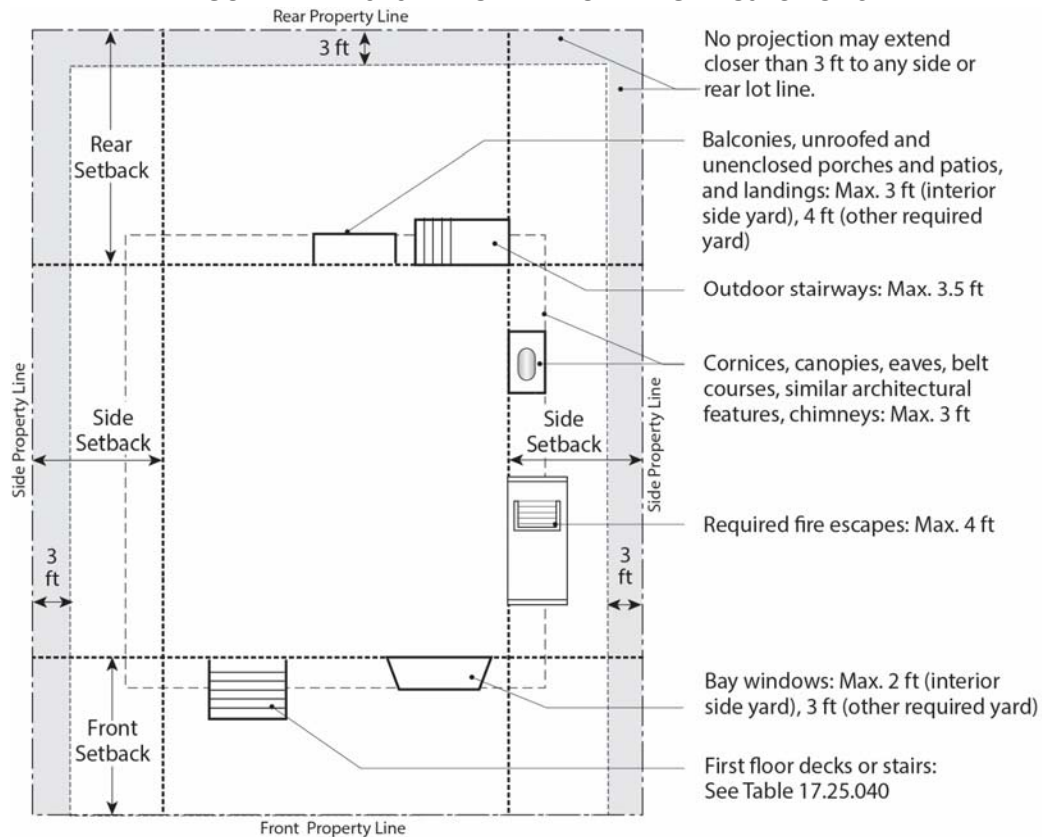 Rear Property Line
3 ft
No projection may extend
closer than 3 ft to any side or
rear lot line.
Rear
Setback
Balconies, unroofed and
unenclosed porches and patios,
and landings: Max. 3 ft (interior
side yard), 4 ft (other required
yard)
Outdoor stairways: Max. 3.5 ft
Cornices, canopies, eaves, belt
courses, similar architectural
features, chimneys: Max. 3 ft
Side Property Line
Side
Setback
Side
Setback
Side Property Line
Required fire escapes: Max. 4 ft
3
ft
3
ft
Bay windows: Max. 2 ft (interior
side yard), 3 ft (other required yard)
Front
Setback
First floor decks or stairs:
See Table 17.25.040
Front Property Line